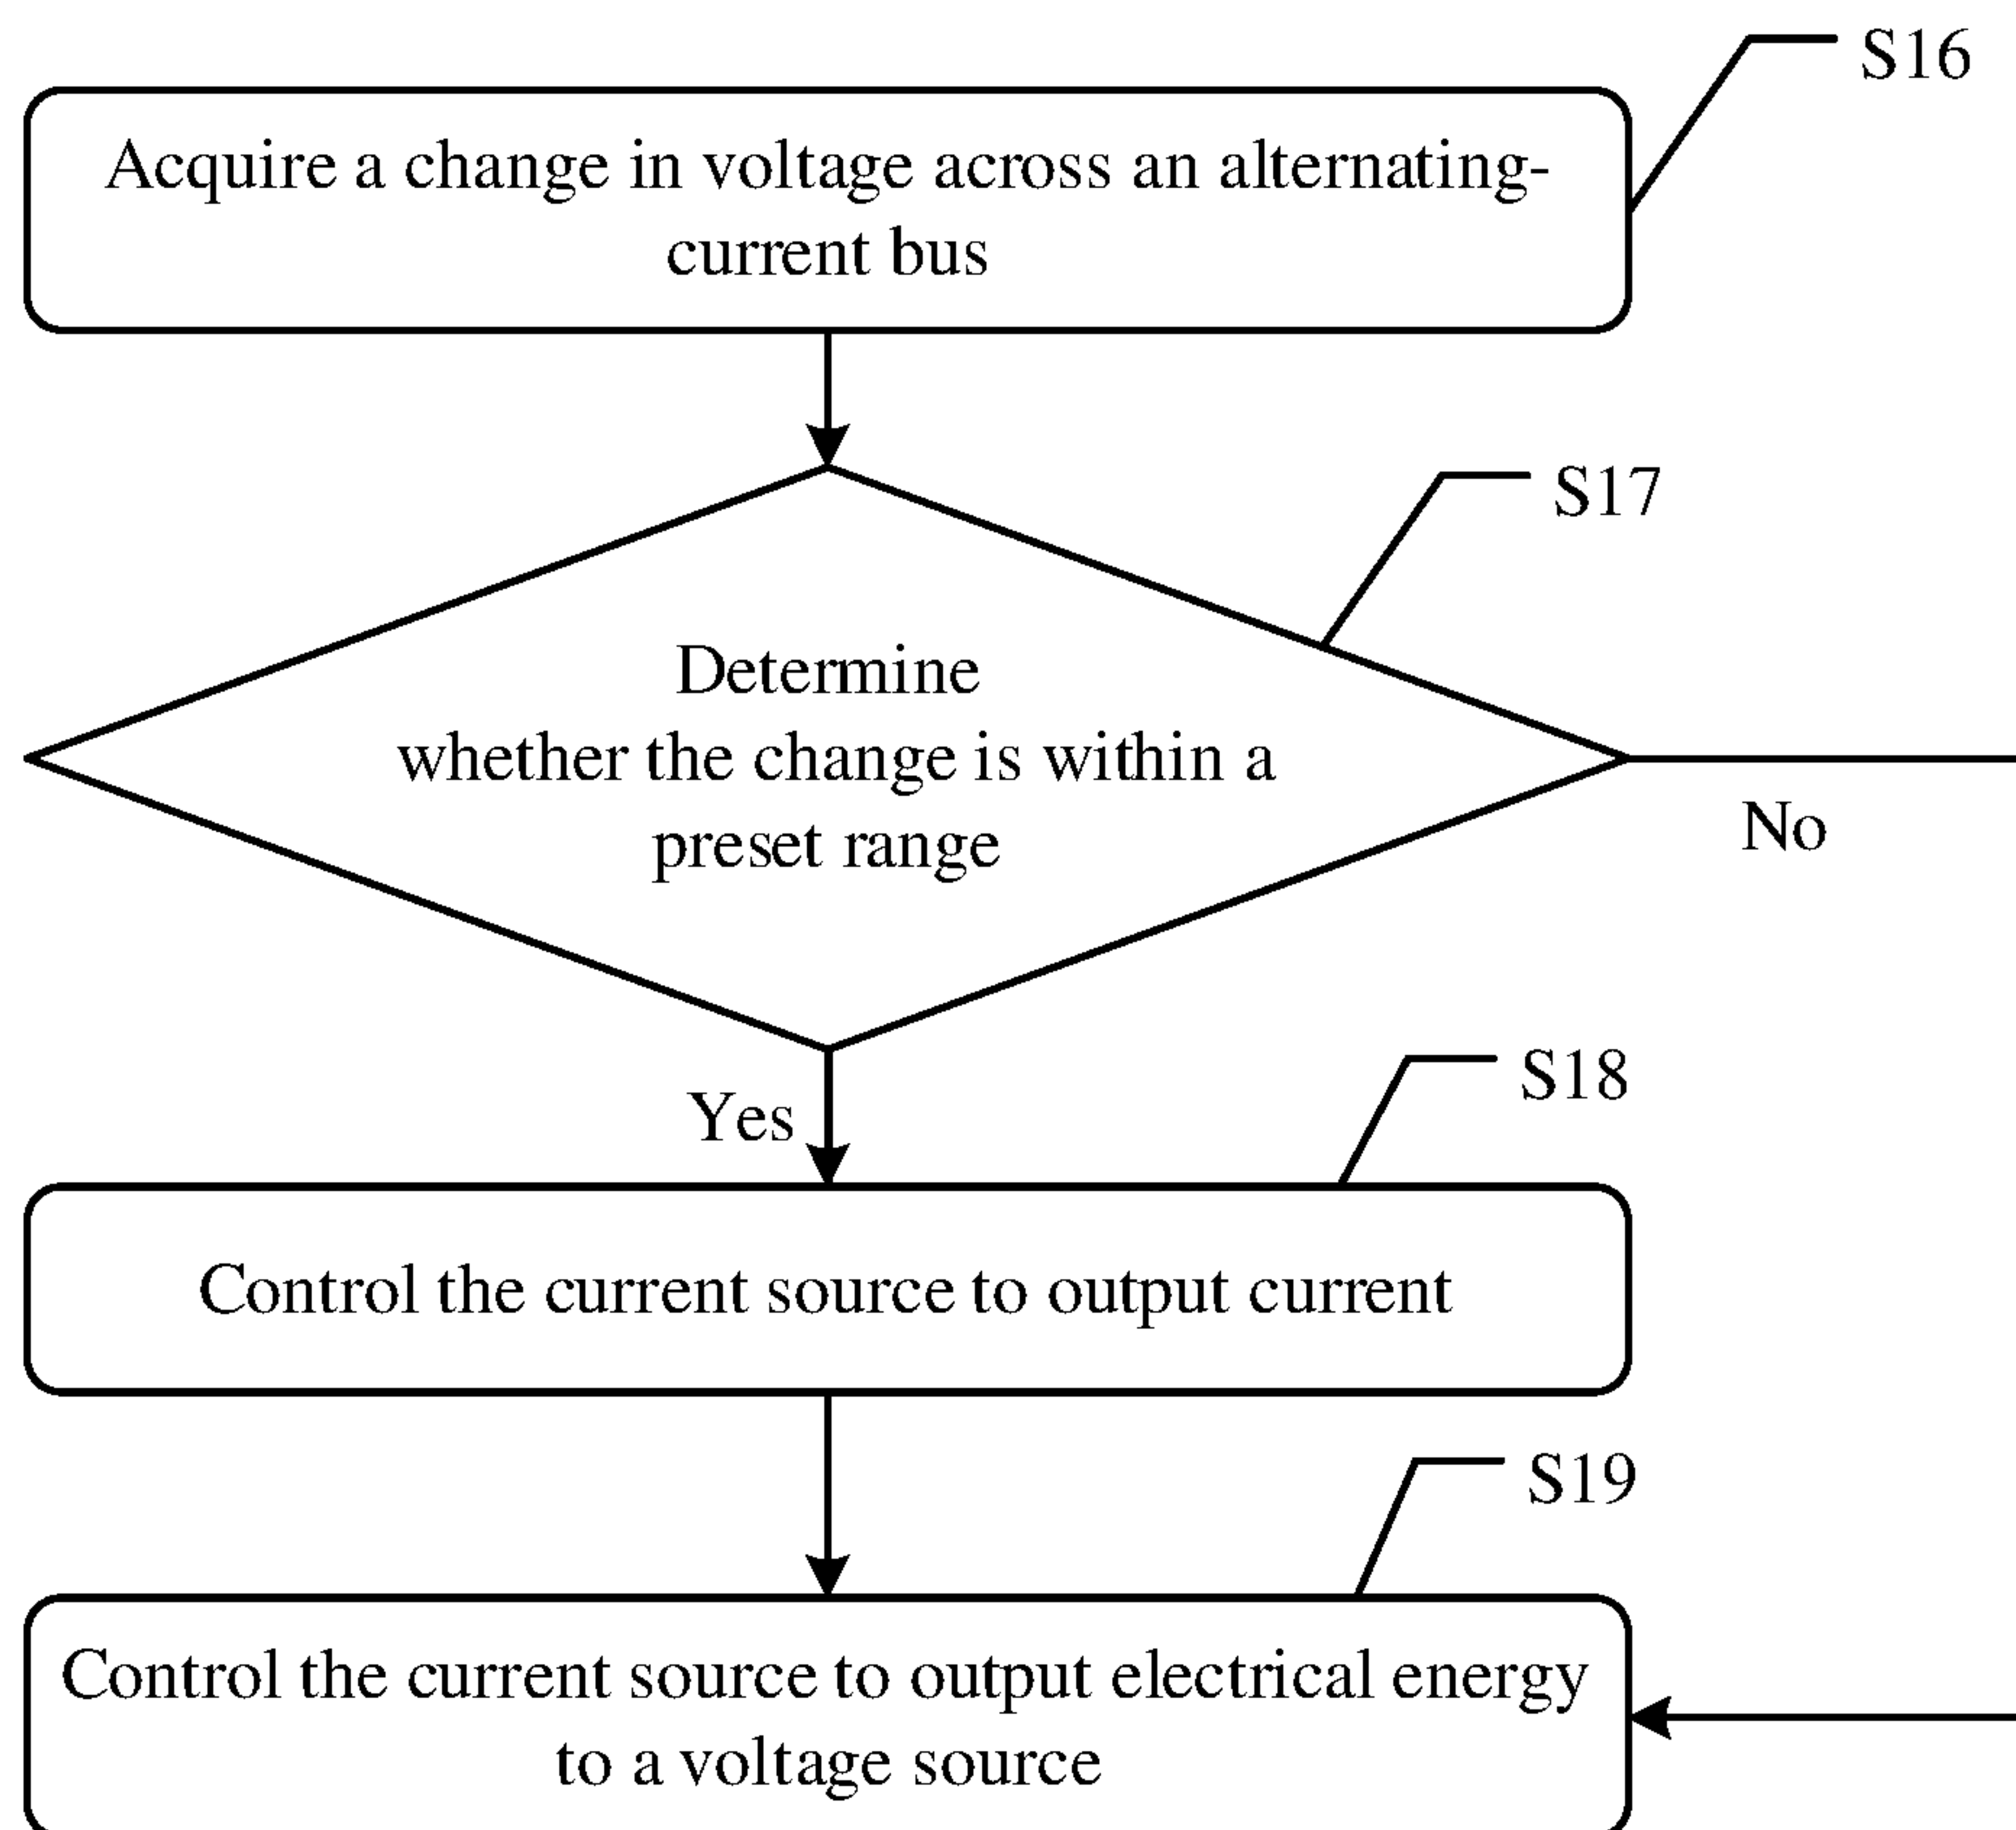 S16
Acquire a change in voltage across an alternating-
current bus
S17
Determine
whether the change is within a
preset range
No
Yes
S18
Control the current source to output current
S19
Control the current source to output electrical energy
to a voltage source